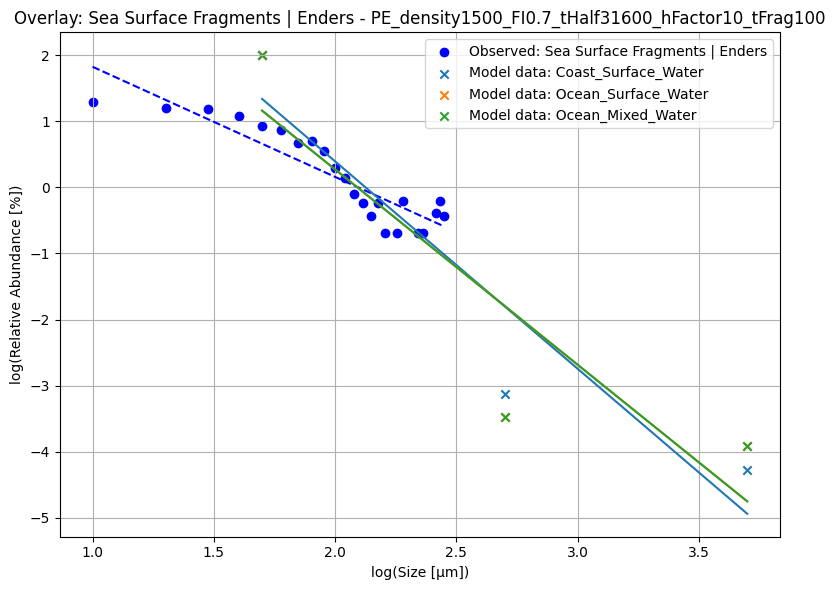 Overlay: Sea Surface Fragments | Enders - PE_density1500_FI0.7_tHalf31600_hFactor10_tFrag100
Observed: Sea Surface Fragments | Enders
Model data: Coast_Surface_Water
Model data: Ocean_Surface_Water
Model data: Ocean_Mixed_Water
log(Relative Abundance [%])
2
1
0
−1
−2
−3
−4
−5
1.0 1.5 2.0 2.5 3.0 3.5
log(Size [µm])